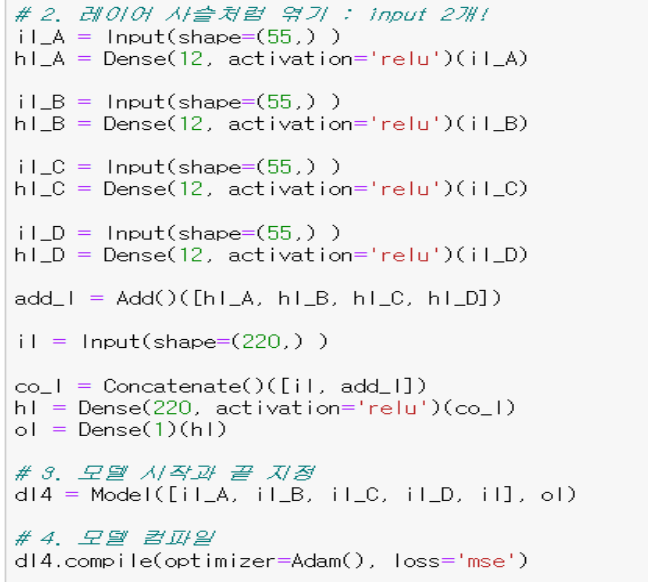 # 2. 레이어 사슬처럼 엮기 : input 2개!
il_A = Input(shape=(55,) )
hl_A = Dense(12, activation='relu')(il_A)
il_B = Input(shape=(55,) )
hl_B = Dense(12, activation='relu')(il_B)
il_C = Input(shape=(55,) )
hl_C = Dense(12, activation='relu')(il_C)
il_D = Input(shape=(55,) )
hl_D = Dense(12, activation='relu')(il_D)
add_l = Add()([hl_A, hl_B, hl_C, hl_D])
il = Input(shape=(220,) )
co_l = Concatenate()([il, add_l])
hl = Dense(220, activation='relu')(co_l)
ol = Dense(1)(hl)
# 3. 모델 시작과 끝 지정
dl4 = Model([il_A, il_B, il_C, il_D, il], ol)
# 4. 모델 컴파일
dl4.compile(optimizer=Adam(), loss='mse')